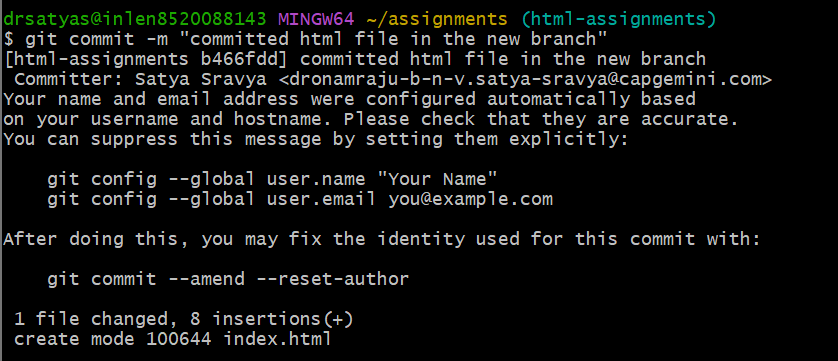 drsatyas@inlen8520088143 MINGW64 ~/assignments (html-assignments)
$ git commit -m "committed html file in the new branch"
[html-assignments b466fdd] committed html file in the new branch
 Committer: Satya Sravya <dronamraju-b-n-v.satya-sravya@capgemini.com>
Your name and email address were configured automatically based
on your username and hostname. Please check that they are accurate.
You can suppress this message by setting them explicitly:

    git config --global user.name "Your Name"
    git config --global user.email you@example.com

After doing this, you may fix the identity used for this commit with:

    git commit --amend --reset-author

 1 file changed, 8 insertions(+)
 create mode 100644 index.html